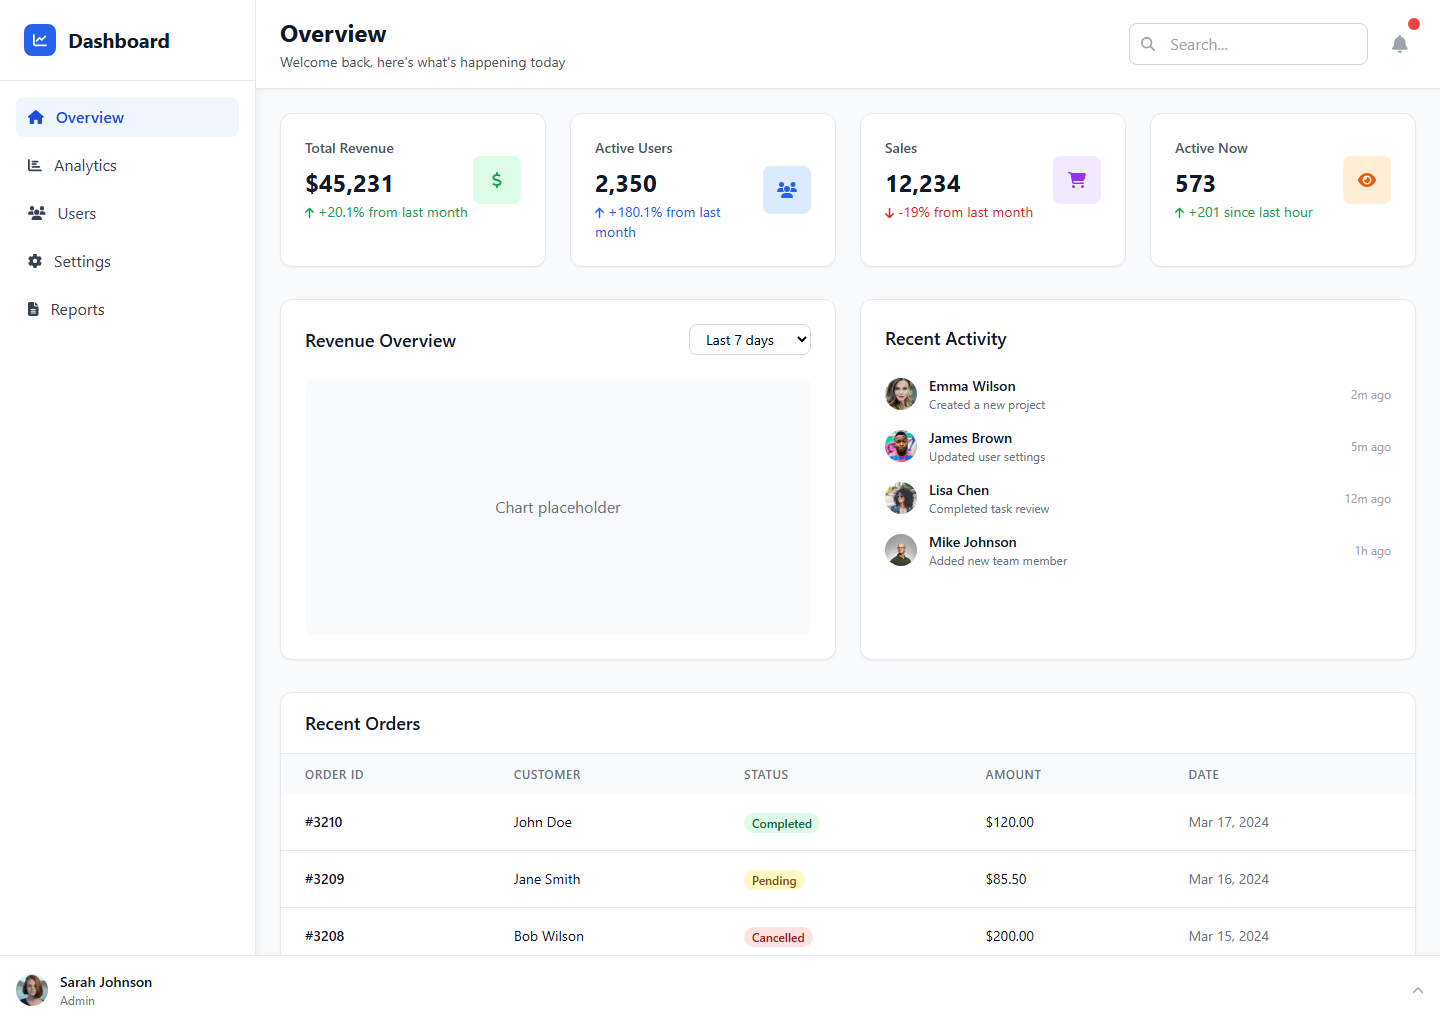 Dashboard
Overview
Analytics
Users
Settings
Reports
Overview
Welcome back, here's what's happening today
Search...
Total Revenue
$45,231
+20.1% from last month
Active Users
2,350
+180.1% from last
month
Sales
12,234
-19% from last month
Active Now
573
+201 since last hour
Revenue Overview
Last 7 days
Chart placeholder
Recent Activity
Emma Wilson
Created a new project
2m ago
James Brown
Updated user settings
5m ago
Lisa Chen
Completed task review
12m ago
Mike Johnson
Added new team member
1h ago
Recent Orders
ORDER ID CUSTOMER STATUS AMOUNT DATE
#3210 John Doe Completed $120.00 Mar 17, 2024
#3209 Jane Smith Pending $85.50 Mar 16, 2024
#3208 Bob Wilson Cancelled $200.00 Mar 15, 2024
Sarah Johnson
Admin